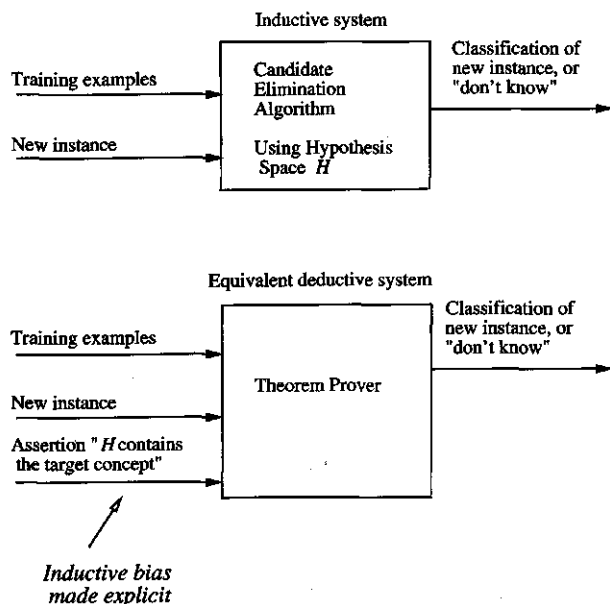 Inductive system
Classification of
new instance, or
"don't know"
Training examples
Candidate
Elimination
Algorithm
New instance
Using Hypothesis
Space H
Equivalent deductive system
Classification of
new instance, or
"don't know"
Training examples
Theorem Prover
New instance
Assertion " H contains
the target concept"
Inductive bias
made explicit